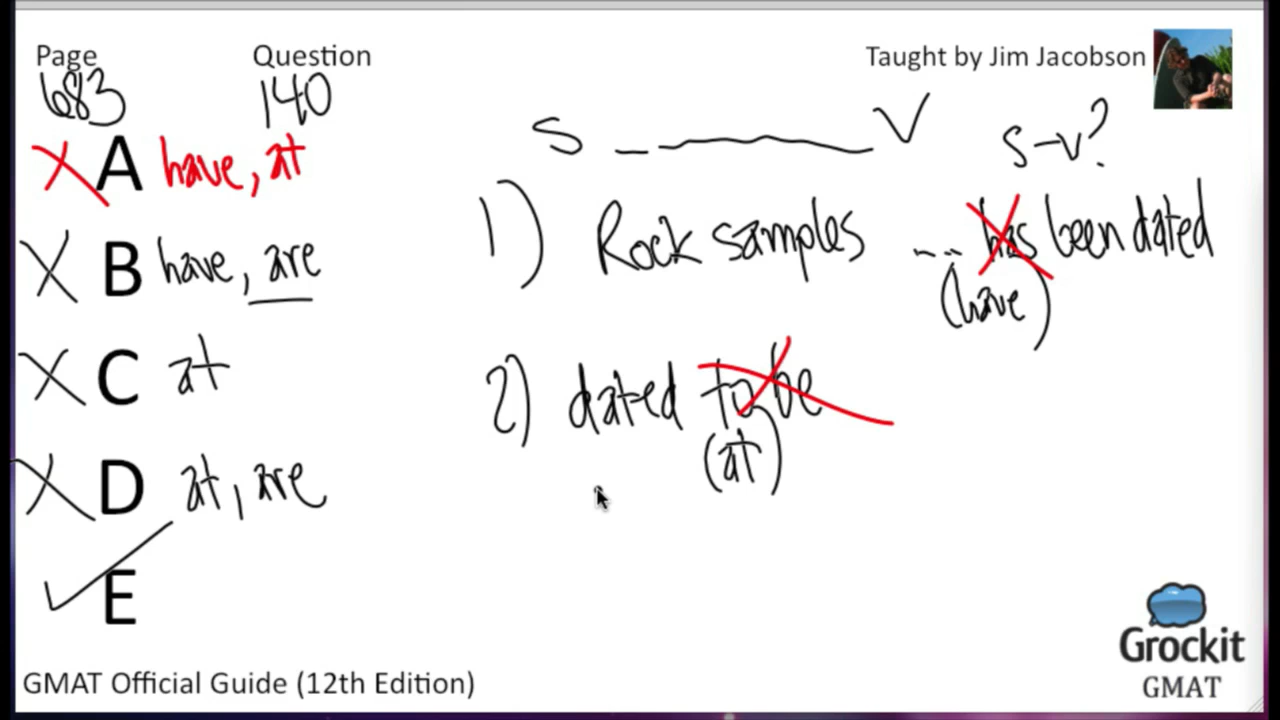 Page Question Taught by Jim Jacobson
683 140
S V S-V?
A have, at
1) Rock samples ... has been dated
(have)
B have, are
2) dated to be
(at)
C at
D at, are
E
Grockit
GMAT
GMAT Official Guide (12th Edition)